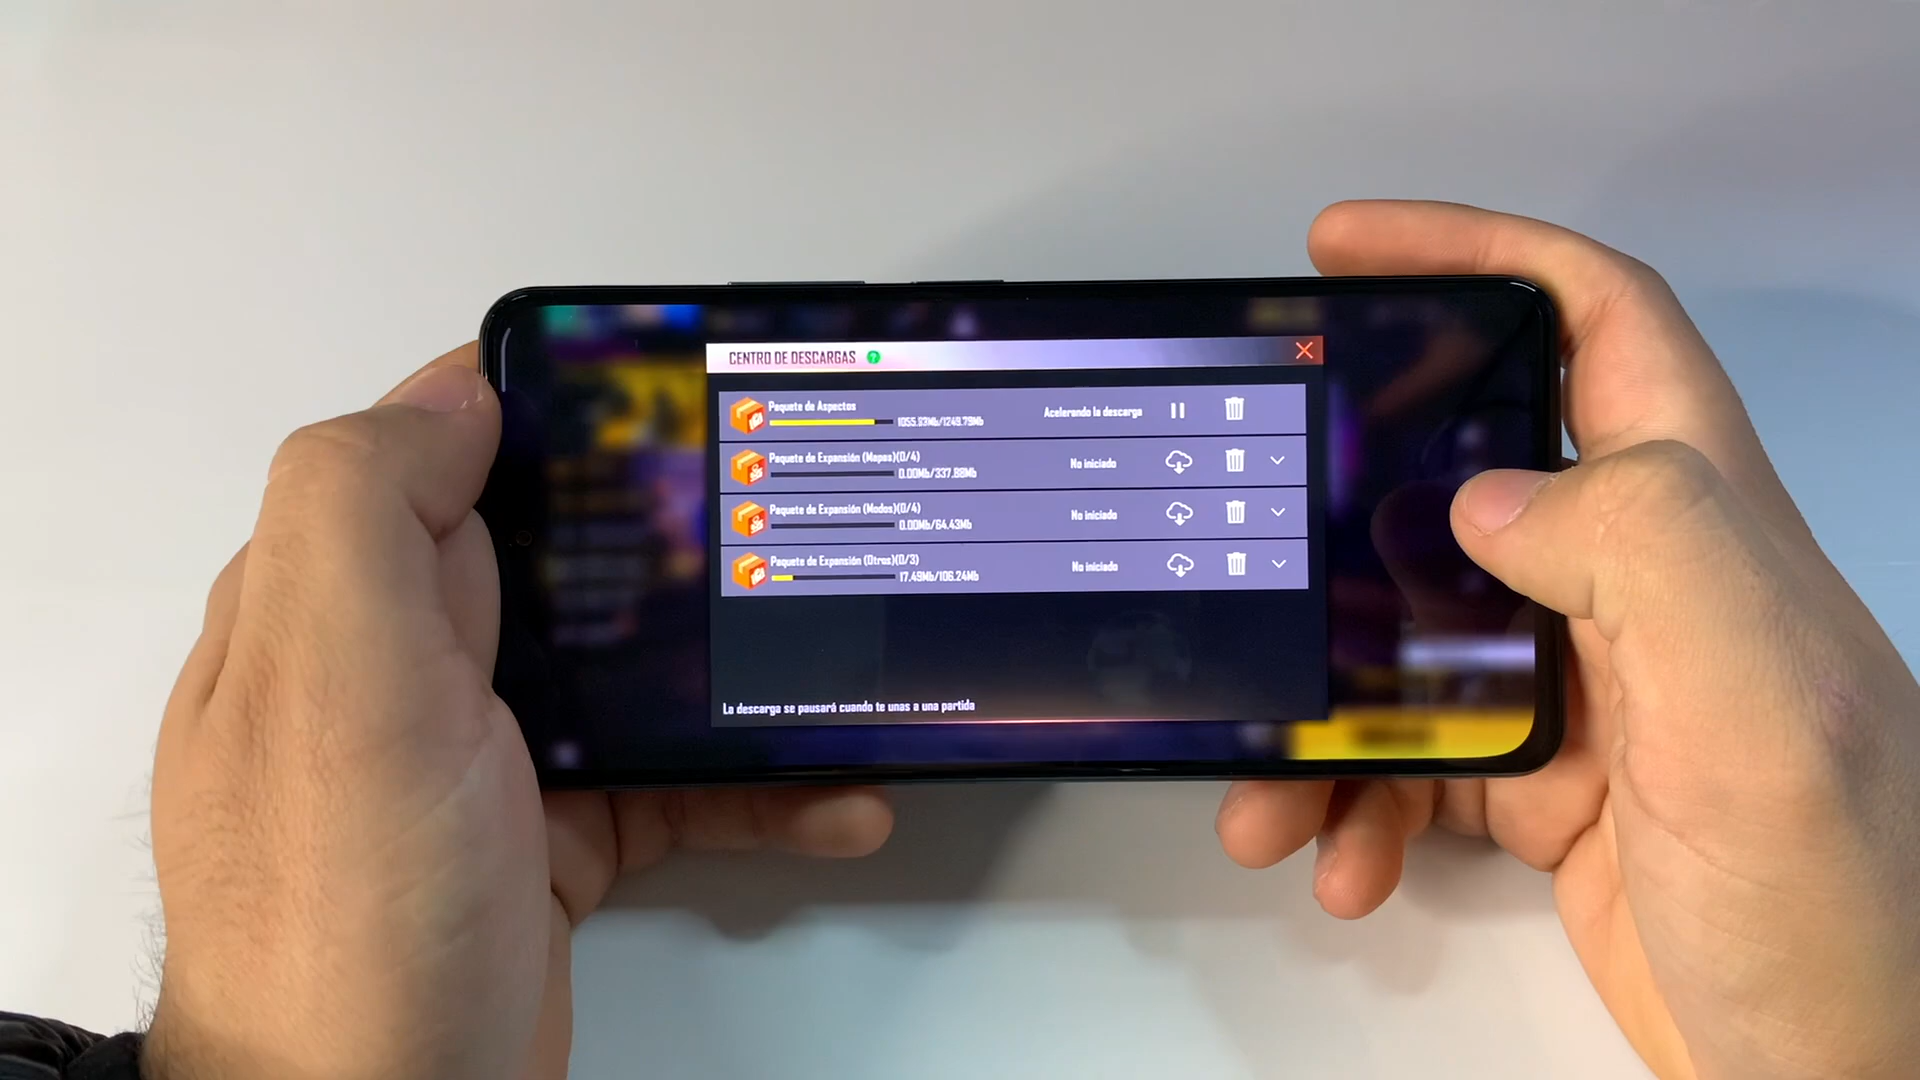 CENTRO DE DESCARGAS ?
Paquete de Aspectos
1055.83Mb/1249.79Mb
Acelerando la descarga
Paquete de Expansión (Mapas)(0/4)
0.00Mb/337.88Mb
No iniciado
Paquete de Expansión (Modos)(0/4)
0.00Mb/64.43Mb
No iniciado
Paquete de Expansión (Otros)(0/3)
17.49Mb/106.24Mb
No iniciado
La descarga se pausará cuando te unas a una partida